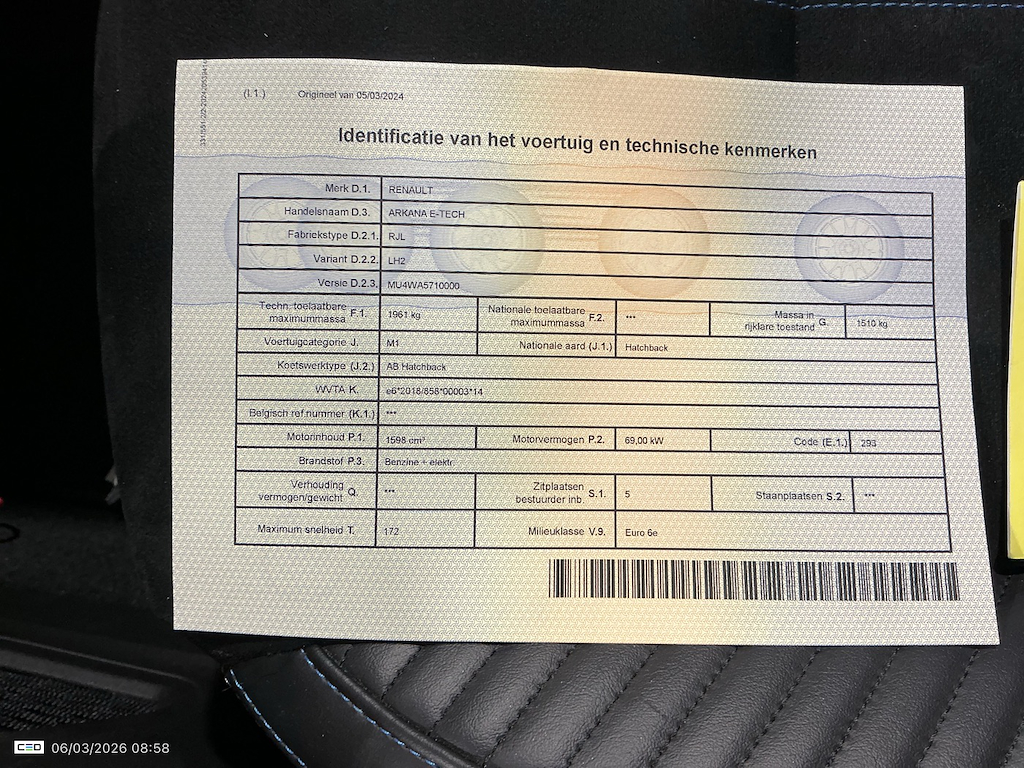 (I.1.) Origineel van 05/03/2024
Identificatie van het voertuig en technische kenmerken
Merk D.1. RENAULT
Handelsnaam D.3. ARKANA E-TECH
Fabriekstype D.2.1. RJL
Variant D.2.2. LH2
Versie D.2.3. MU4WA5710000
Techn. toelaatbare maximummassa F.1. 1961 kg Nationale toelaatbare maximummassa F.2. *** Massa in rijklare toestand G. 1510 kg
Voertuigcategorie J. M1 Nationale aard (J.1.) Hatchback
Koetswerktype (J.2.) AB Hatchback
WVTA K. e6*2018/858*00003*14
Belgisch ref.nummer (K.1.) ***
Motorinhoud P.1. 1598 cm³ Motorvermogen P.2. 69,00 kW Code (E.1.) 293
Brandstof P.3. Benzine + elektr.
Verhouding vermogen/gewicht Q. *** Zitplaatsen bestuurder inb. S.1. 5 Staanplaatsen S.2. ***
Maximum snelheid T. 172 Milieuklasse V.9. Euro 6e
06/03/2026 08:58